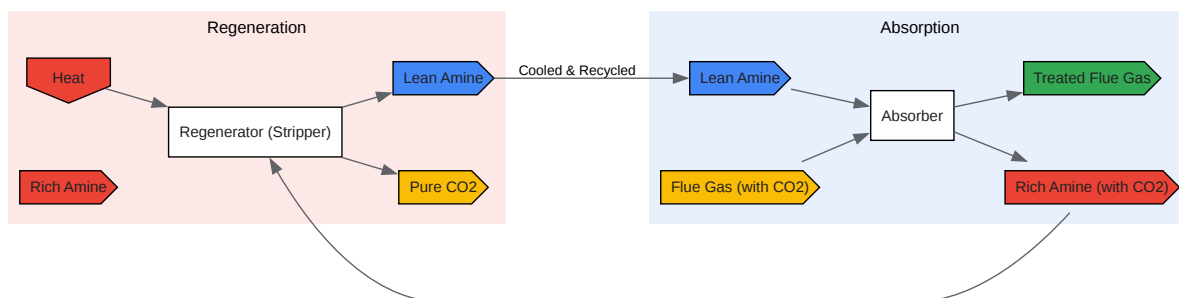 Regeneration
Absorption
Heat
Lean Amine
Cooled & Recycled
Lean Amine
Treated Flue Gas
Regenerator (Stripper)
Absorber
Rich Amine
Pure CO2
Flue Gas (with CO2)
Rich Amine (with CO2)